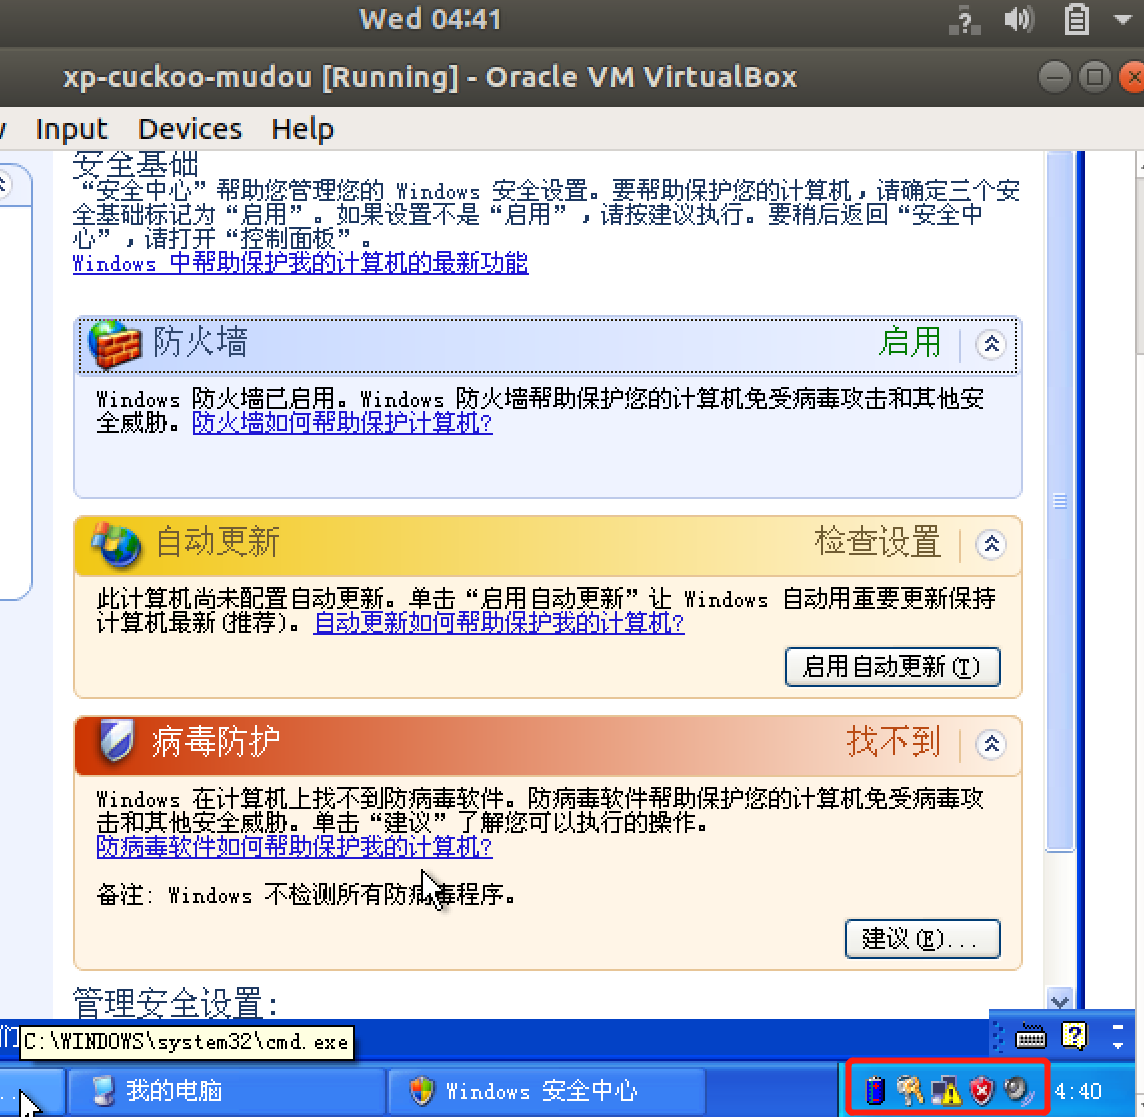 Wed 04:41
xp-cuckoo-mudou [Running] - Oracle VM VirtualBox
Input Devices Help
安全基础
“安全中心”帮助您管理您的 Windows 安全设置。要帮助保护您的计算机，请确定三个安
全基础标记为“启用”。如果设置不是“启用”，请按建议执行。要稍后返回“安全中
心”，请打开“控制面板”。
Windows 中帮助保护我的计算机的最新功能
防火墙 启用
Windows 防火墙已启用。Windows 防火墙帮助保护您的计算机免受病毒攻击和其他安
全威胁。防火墙如何帮助保护计算机?
自动更新 检查设置
此计算机尚未配置自动更新。单击“启用自动更新”让 Windows 自动用重要更新保持
计算机最新(推荐)。自动更新如何帮助保护我的计算机?
启用自动更新(T)
病毒防护 找不到
Windows 在计算机上找不到防病毒软件。防病毒软件帮助保护您的计算机免受病毒攻
击和其他安全威胁。单击“建议”了解您可以执行的操作。
防病毒软件如何帮助保护我的计算机?
备注: Windows 不检测所有防病毒程序。
建议(E)...
管理安全设置:
们
C:\WINDOWS\system32\cmd.exe
我的电脑 Windows 安全中心 4:40